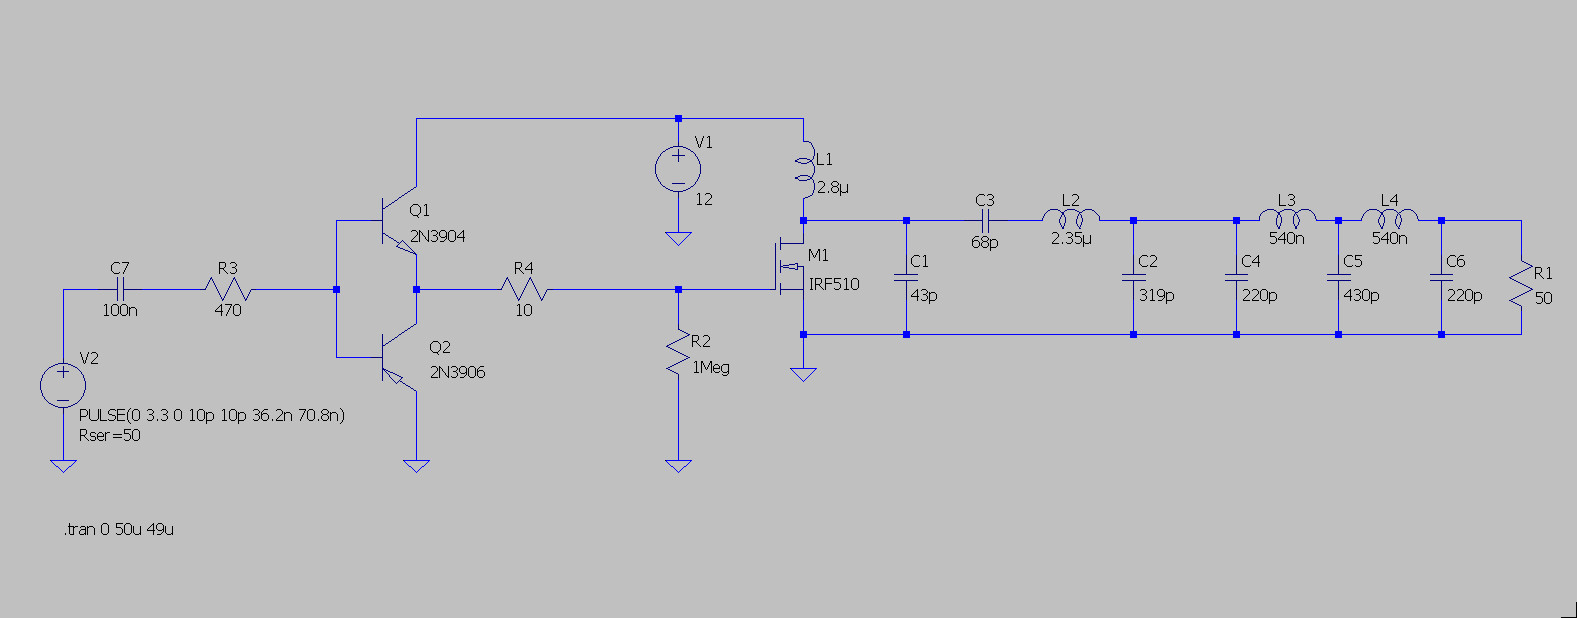 V1
12
L1
2.8µ
Q1
2N3904
C3
68p
L2
2.35µ
L3
540n
L4
540n
C7
100n
R3
470
R4
10
M1
IRF510
C1
43p
C2
319p
C4
220p
C5
430p
C6
220p
R1
50
Q2
2N3906
R2
1Meg
V2
PULSE(0 3.3 0 10p 10p 36.2n 70.8n)
Rser=50
.tran 0 50u 49u